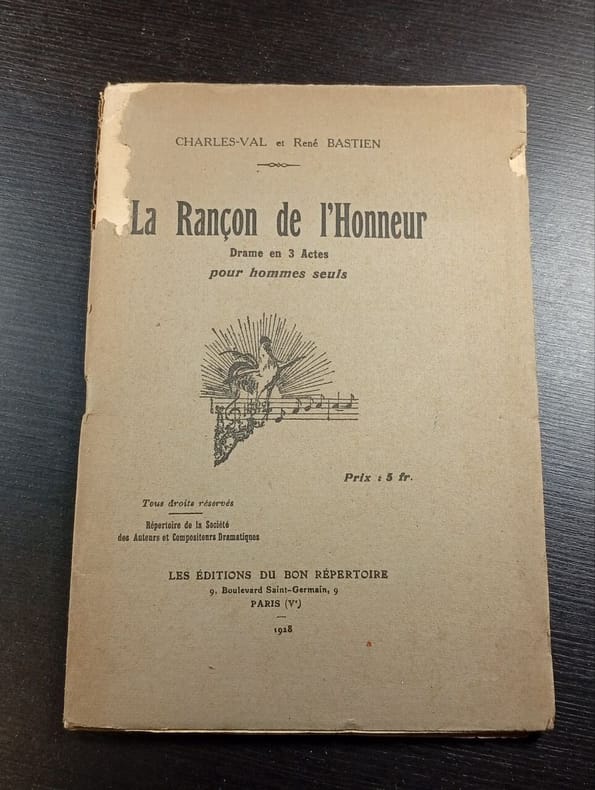 CHARLES-VAL et René BASTIEN
La Rançon de l'Honneur
Drame en 3 Actes
pour hommes seuls
Prix : 5 fr.
Tous droits réservés
Répertoire de la Société
des Auteurs et Compositeurs Dramatiques
LES ÉDITIONS DU BON RÉPERTOIRE
9, Boulevard Saint-Germain, 9
PARIS (Vᵉ)
1928